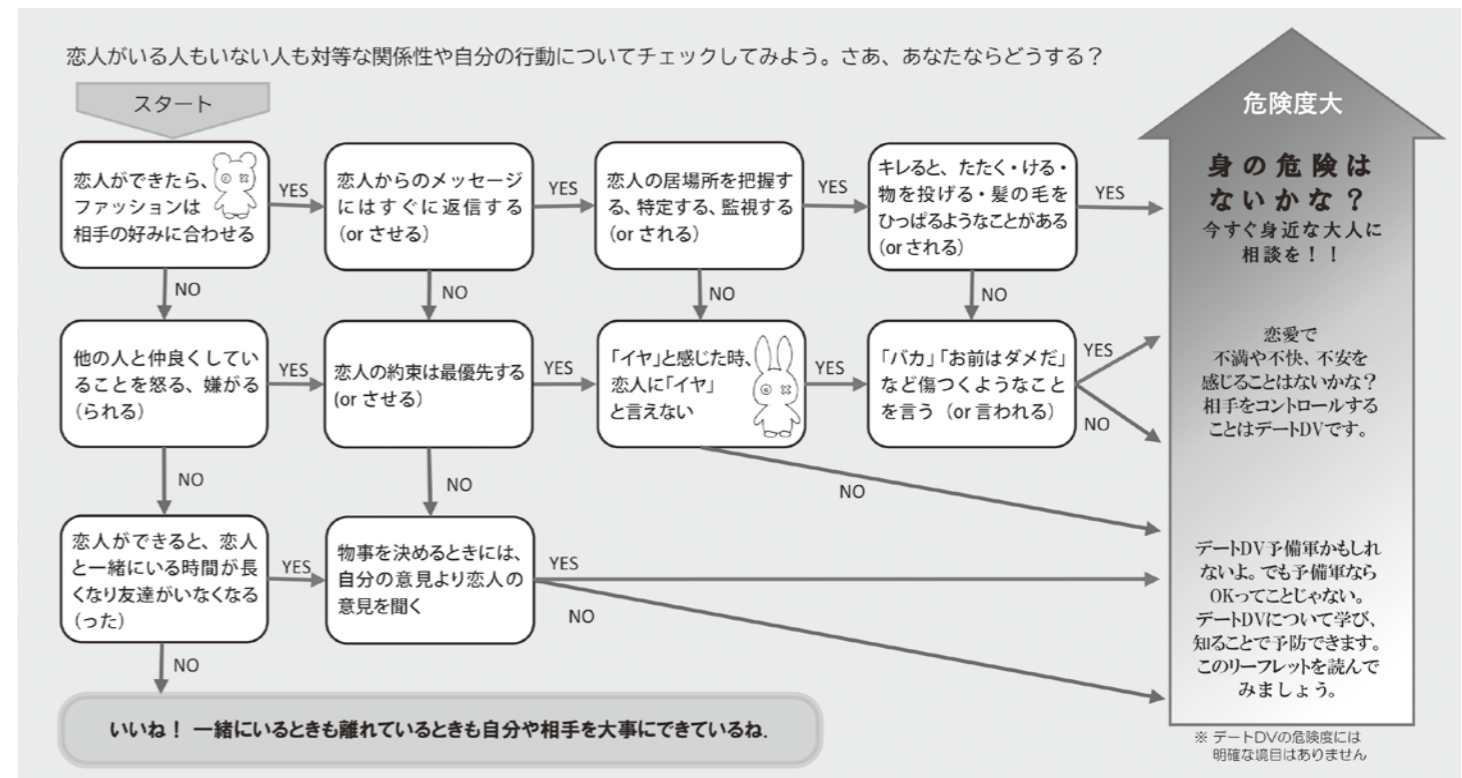 恋人がいる人もいない人も対等な関係性や自分の行動についてチェックしてみよう。さあ、あなたならどうする？
スタート
恋人ができたら、
ファッションは
相手の好みに合わせる
YES
恋人からのメッセージ
にはすぐに返信する
(or させる)
YES
恋人の居場所を把握す
る、特定する、監視する
(or される)
YES
キレると、たたく・ける・
物を投げる・髪の毛を
ひっぱるようなことがある
(or される)
YES
NO
NO
NO
NO
他の人と仲良くしてい
ることを怒る、嫌がる
(られる)
YES
恋人の約束は最優先する
(or させる)
YES
「イヤ」と感じた時、
恋人に「イヤ」
と言えない
YES
「バカ」「お前はダメだ」
など傷つくようなこと
を言う（or 言われる）
YES
NO
NO
NO
NO
恋人ができると、恋人
と一緒にいる時間が長
くなり友達がいなくなる
(った)
YES
物事を決めるときには、
自分の意見より恋人の
意見を聞く
YES
NO
NO
いいね！ 一緒にいるときも離れているときも自分や相手を大事にできているね.
危険度大
身の危険は
ないかな？
今すぐ身近な大人に
相談を！！
恋愛で
不満や不快、不安を
感じることはないかな？
相手をコントロールする
ことはデートDVです。
デートDV予備軍かもしれ
ないよ。でも予備軍なら
OKってことじゃない。
デートDVについて学び、
知ることで予防できます。
このリーフレットを読んで
みましょう。
※ デートDVの危険度には
明確な境目はありません